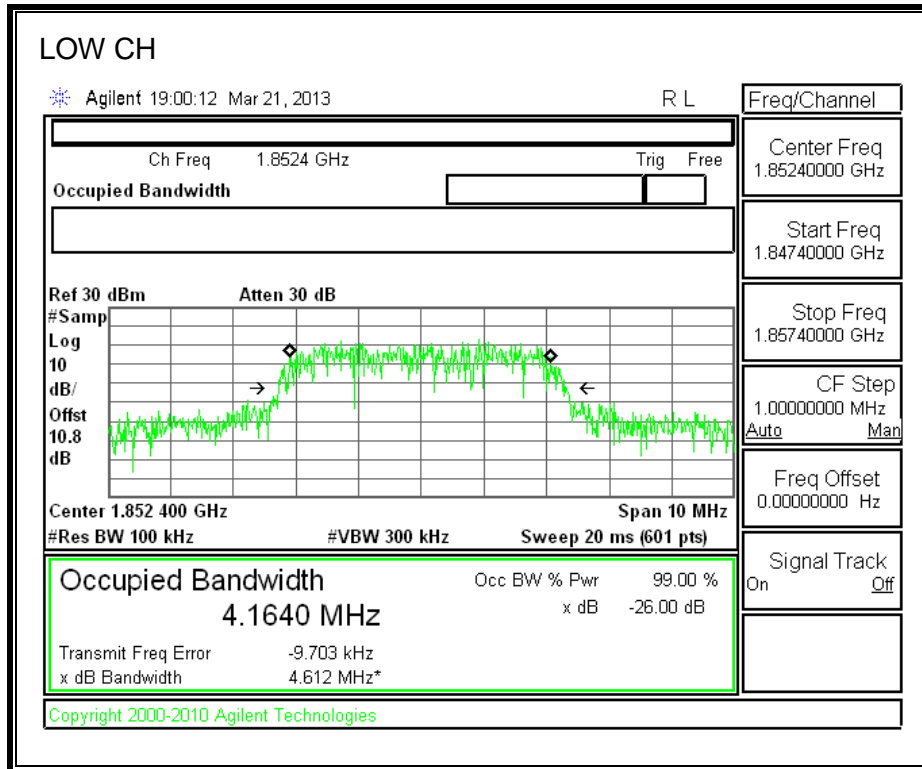 LOW CH
Agilent 19:00:12 Mar 21, 2013 R L
Freq/Channel
Ch Freq 1.8524 GHz Trig Free
Occupied Bandwidth
Center Freq
1.85240000 GHz
Start Freq
1.84740000 GHz
Stop Freq
1.85740000 GHz
CF Step
1.00000000 MHz
Auto Man
Freq Offset
0.00000000 Hz
Signal Track
On Off
Ref 30 dBm Atten 30 dB
#Samp
Log
10
dB/
Offst
10.8
dB
Center 1.852 400 GHz Span 10 MHz
#Res BW 100 kHz #VBW 300 kHz Sweep 20 ms (601 pts)
Occupied Bandwidth
4.1640 MHz
Occ BW % Pwr 99.00 %
x dB -26.00 dB
Transmit Freq Error -9.703 kHz
x dB Bandwidth 4.612 MHz*
Copyright 2000-2010 Agilent Technologies